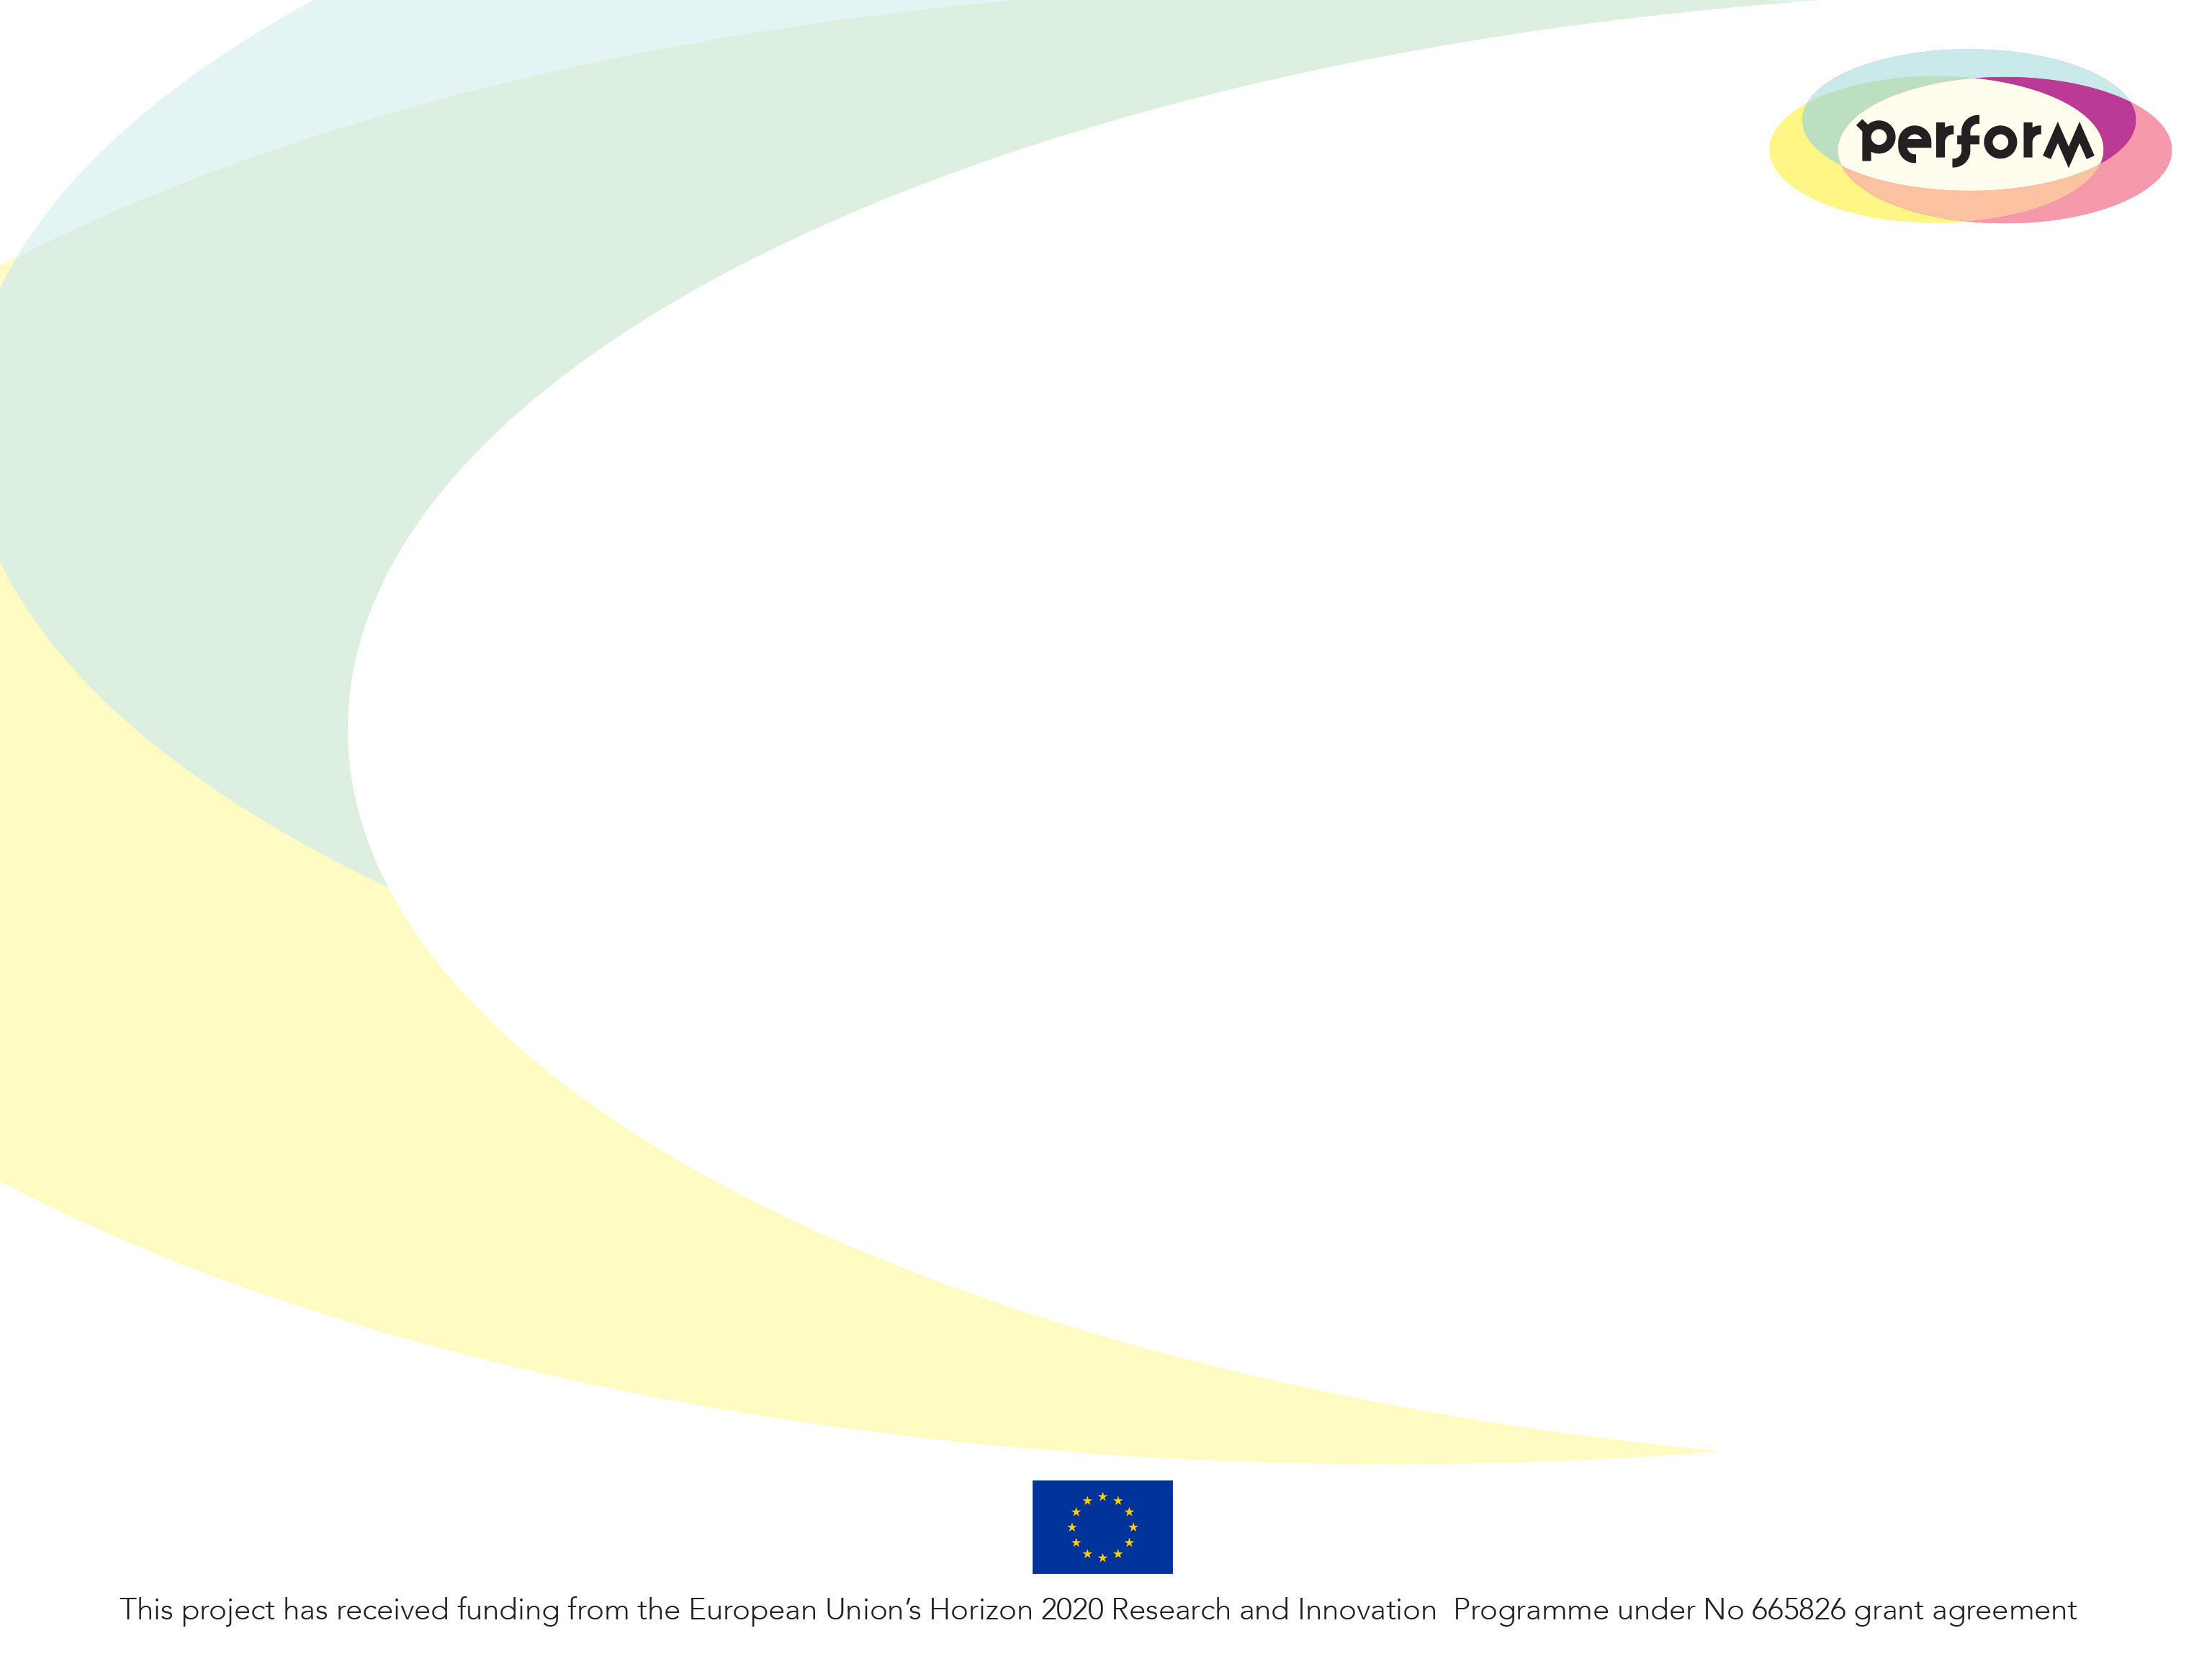 perforM
This project has received funding from the European Union’s Horizon 2020 Research and Innovation  Programme under No 665826 grant agreement